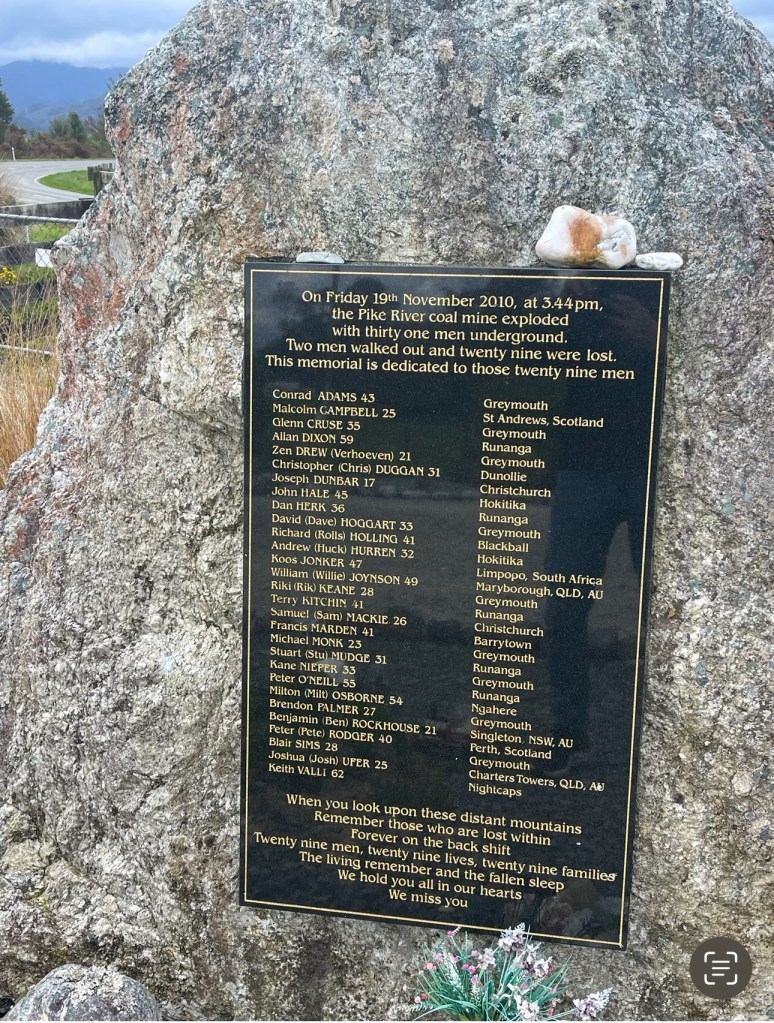 On Friday 19th November 2010, at 3.44pm,
the Pike River coal mine exploded
with thirty one men underground.
Two men walked out and twenty nine were lost.
This memorial is dedicated to those twenty nine men
Conrad ADAMS 43 Greymouth
Malcolm CAMPBELL 25 St Andrews, Scotland
Glenn CRUSE 35 Greymouth
Allan DIXON 59 Runanga
Zen DREW (Verhoeven) 21 Greymouth
Christopher (Chris) DUGGAN 31 Dunollie
Joseph DUNBAR 17 Christchurch
John HALE 45 Hokitika
Dan HERK 36 Runanga
David (Dave) HOGGART 33 Greymouth
Richard (Rolls) HOLLING 41 Blackball
Andrew (Huck) HURREN 32 Hokitika
Koos JONKER 47 Limpopo, South Africa
William (Willie) JOYNSON 49 Maryborough, QLD, AU
Riki (Rik) KEANE 28 Greymouth
Terry KITCHIN 41 Runanga
Samuel (Sam) MACKIE 26 Christchurch
Francis MARDEN 41 Barrytown
Michael MONK 23 Greymouth
Stuart (Stu) MUDGE 31 Runanga
Kane NIEPER 33 Greymouth
Peter O'NEILL 55 Runanga
Milton (Milt) OSBORNE 54 Ngahere
Brendon PALMER 27 Greymouth
Benjamin (Ben) ROCKHOUSE 21 Singleton, NSW, AU
Peter (Pete) RODGER 40 Perth, Scotland
Blair SIMS 28 Greymouth
Joshua (Josh) UFER 25 Charters Towers, QLD, AU
Keith VALLI 62 Nightcaps
When you look upon these distant mountains
Remember those who are lost within
Forever on the back shift
Twenty nine men, twenty nine lives, twenty nine families
The living remember and the fallen sleep
We hold you all in our hearts
We miss you